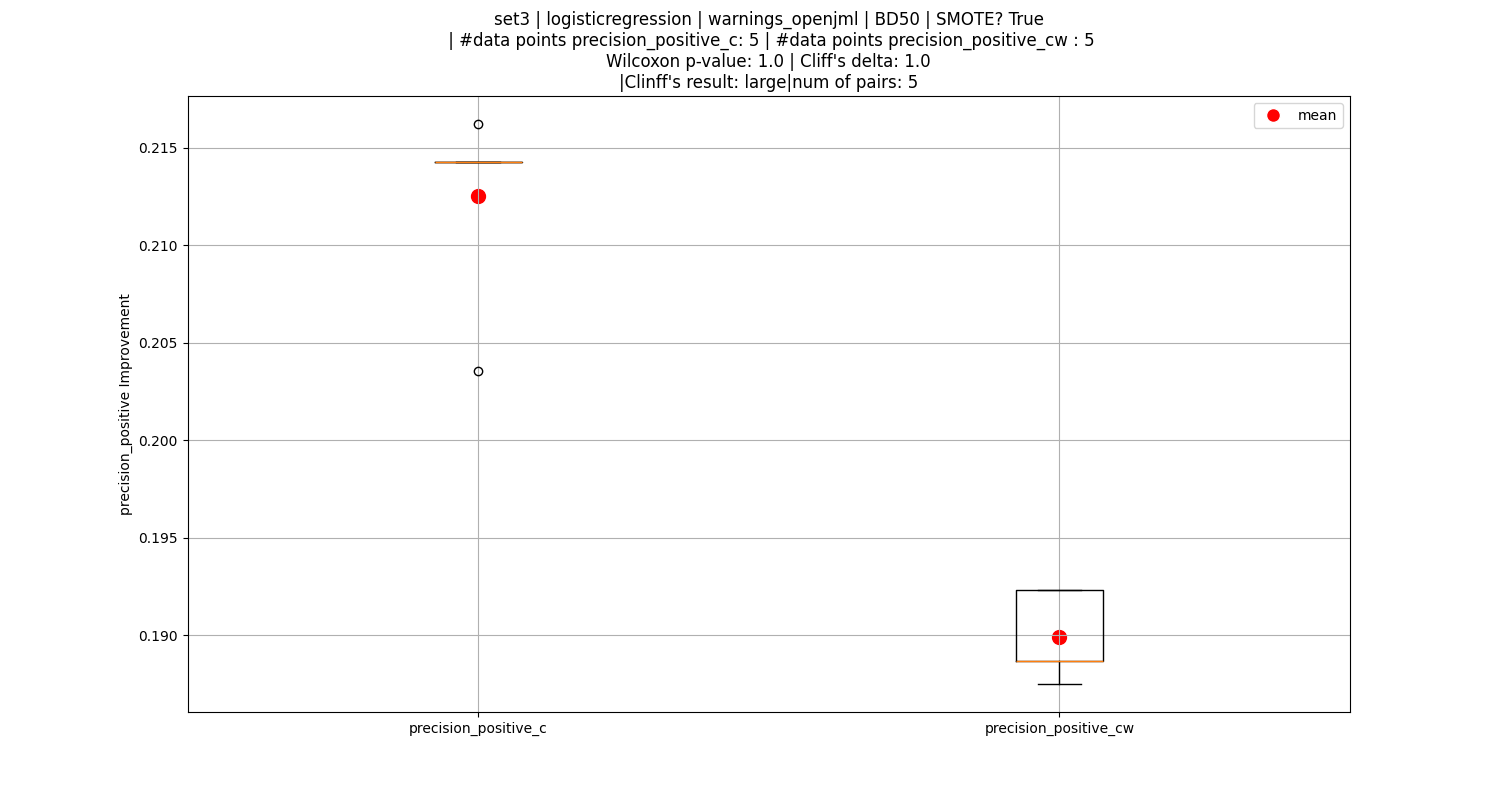 set3 | logisticregression | warnings_openjml | BD50 | SMOTE? True
| #data points precision_positive_c: 5 | #data points precision_positive_cw : 5
Wilcoxon p-value: 1.0 | Cliff's delta: 1.0
|Clinff's result: large|num of pairs: 5
mean
0.215
0.210
0.205
0.200
0.195
0.190
precision_positive Improvement
precision_positive_c
precision_positive_cw